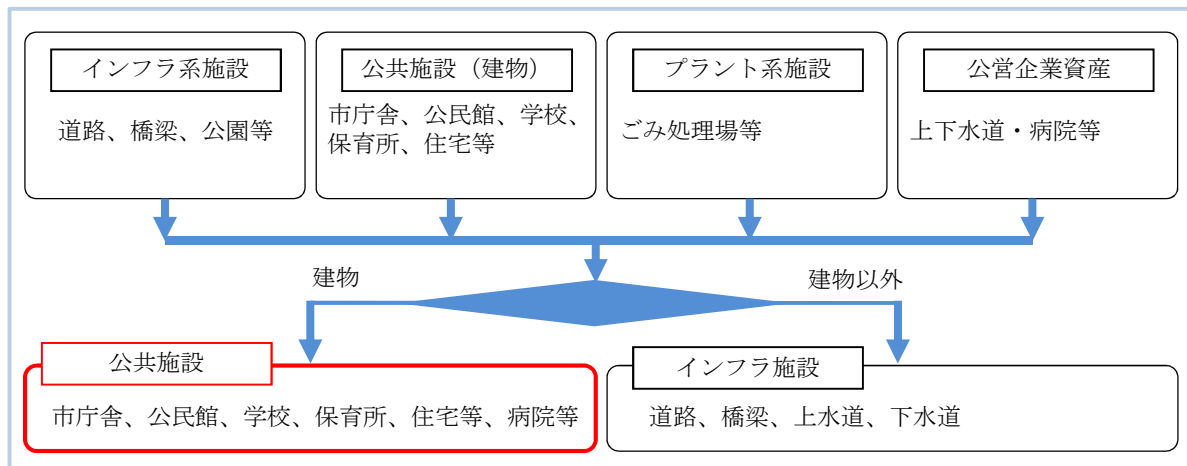 インフラ系施設
道路、橋梁、公園等
公共施設（建物）
市庁舎、公民館、学校、
保育所、住宅等
プラント系施設
ごみ処理場等
公営企業資産
上下水道・病院等
建物
建物以外
公共施設
市庁舎、公民館、学校、保育所、住宅等、病院等
インフラ施設
道路、橋梁、上水道、下水道